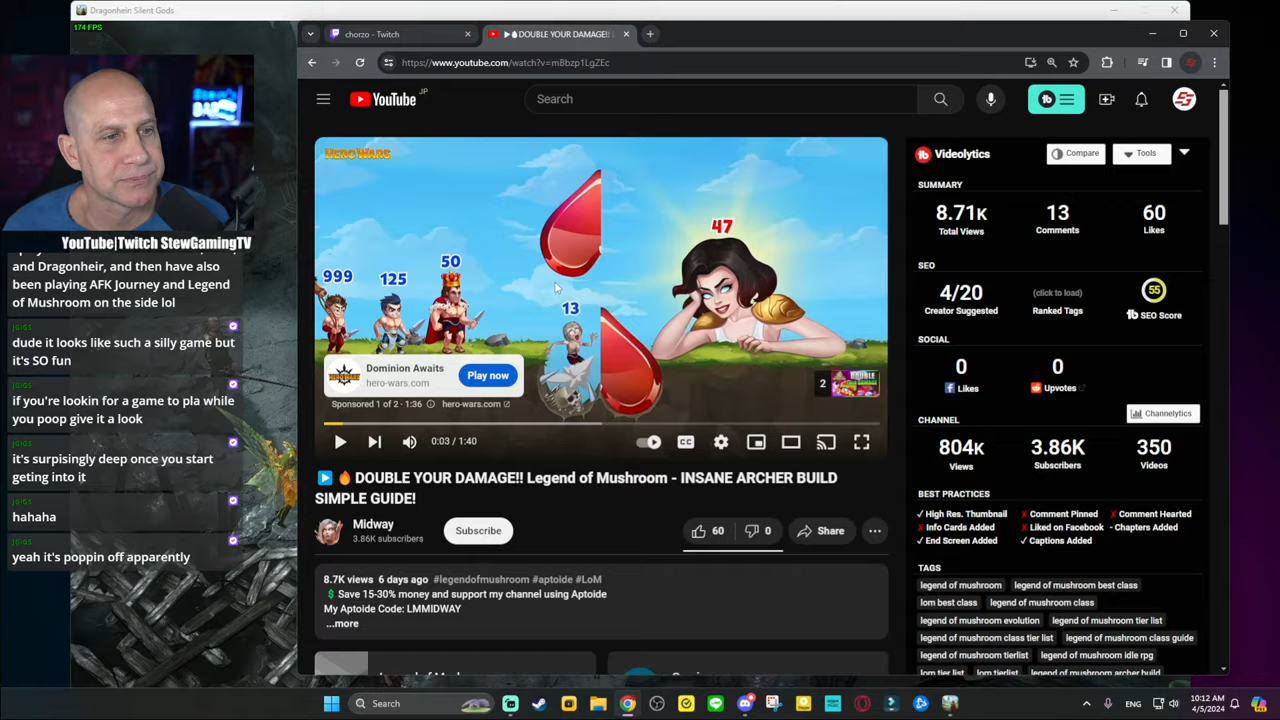 Dragonheir: Silent Gods
174 FPS
YouTube|Twitch StewGamingTV
and Dragonheir, and then have also
been playing AFK Journey and Legend
of Mushroom on the side lol
JGIGS
dude it looks like such a silly game but
it's SO fun
JGIGS
if you're lookin for a game to pla while
you poop give it a look
JGIGS
it's surpisingly deep once you start
geting into it
JGIGS
hahaha
JGIGS
yeah it's poppin off apparently
chorzo - Twitch
DOUBLE YOUR DAMAGE!!
https://www.youtube.com/watch?v=mBbzp1LgZEc
YouTube JP
Search
HERO WARS
999
125
50
13
47
Dominion Awaits
hero-wars.com
Play now
Sponsored 1 of 2 · 1:36
hero-wars.com
2
0:03 / 1:40
DOUBLE YOUR DAMAGE!! Legend of Mushroom - INSANE ARCHER BUILD
SIMPLE GUIDE!
Midway
3.86K subscribers
Subscribe
60
0
Share
8.7K views 6 days ago #legendofmushroom #aptoide #LoM
Save 15-30% money and support my channel using Aptoide
My Aptoide Code: LMMIDWAY
...more
tb
Videolytics
Compare
Tools
SUMMARY
8.71K
Total Views
13
Comments
60
Likes
SEO
4/20
Creator Suggested
(click to load)
Ranked Tags
55
tb SEO Score
SOCIAL
0
Likes
0
Upvotes
CHANNEL
Channelytics
804K
Views
3.86K
Subscribers
350
Videos
BEST PRACTICES
✓ High Res. Thumbnail
✗ Comment Pinned
✗ Comment Hearted
✗ Info Cards Added
✗ Liked on Facebook
- Chapters Added
✓ End Screen Added
✓ Captions Added
TAGS
legend of mushroom
legend of mushroom best class
lom best class
legend of mushroom class
legend of mushroom evolution
legend of mushroom tier list
legend of mushroom class tier list
legend of mushroom class guide
legend of mushroom tierlist
legend of mushroom idle rpg
lom tier list
lom tierlist
legend of mushroom archer build
Search
ENG
10:12 AM
4/5/2024